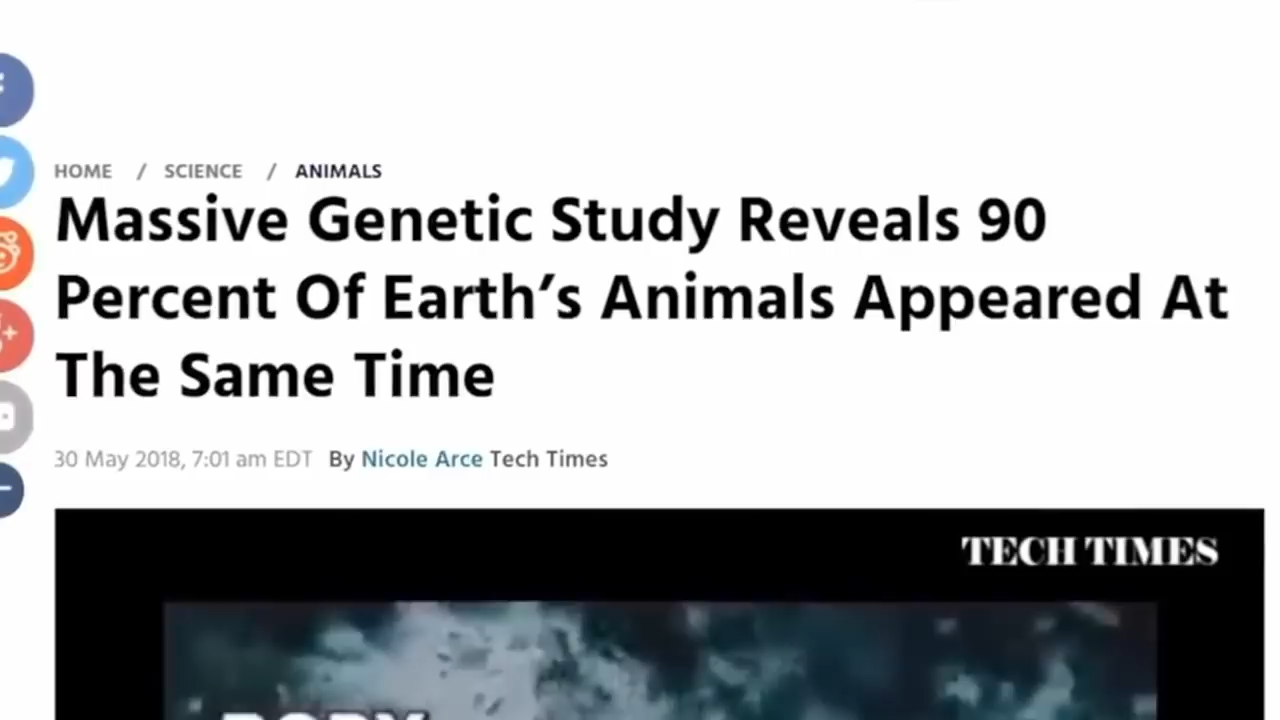 HOME / SCIENCE / ANIMALS
Massive Genetic Study Reveals 90
Percent Of Earth’s Animals Appeared At
The Same Time
30 May 2018, 7:01 am EDT By Nicole Arce Tech Times
TECH TIMES